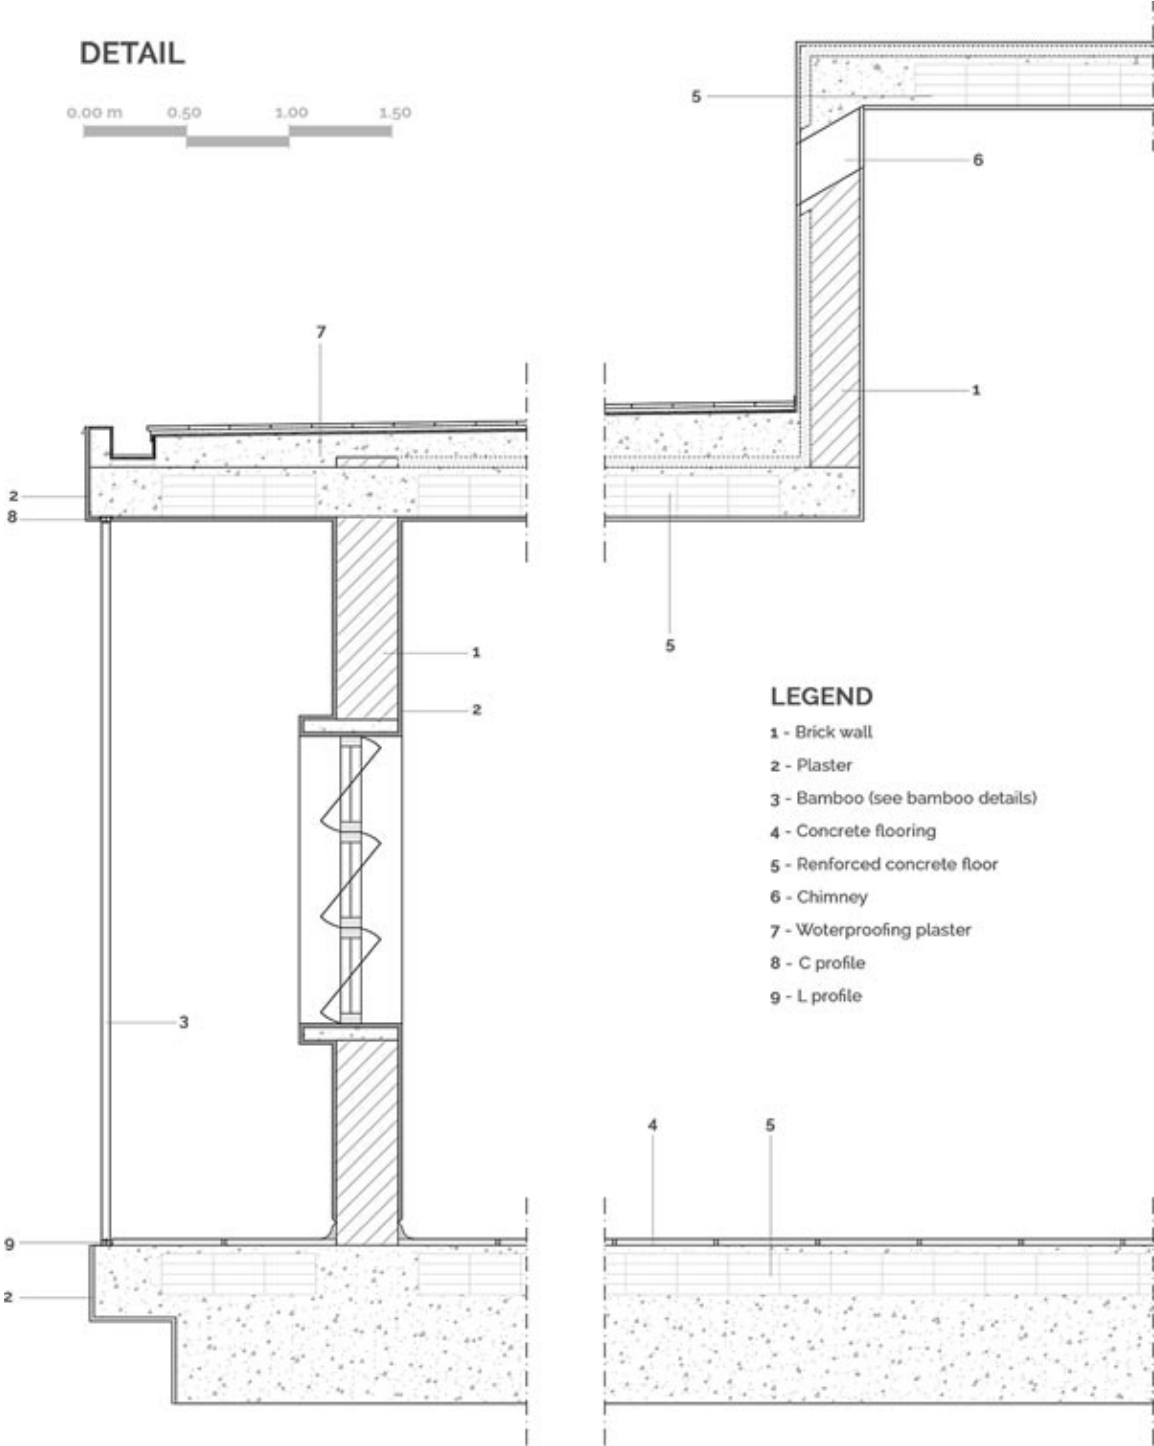 DETAIL
0.00 m 0.50 1.00 1.50
5
6
7
1
2
8
5
1
2
LEGEND
1 - Brick wall
2 - Plaster
3 - Bamboo (see bamboo details)
4 - Concrete flooring
5 - Renforced concrete floor
6 - Chimney
7 - Woterproofing plaster
8 - C profile
9 - L profile
3
4 5
9
2